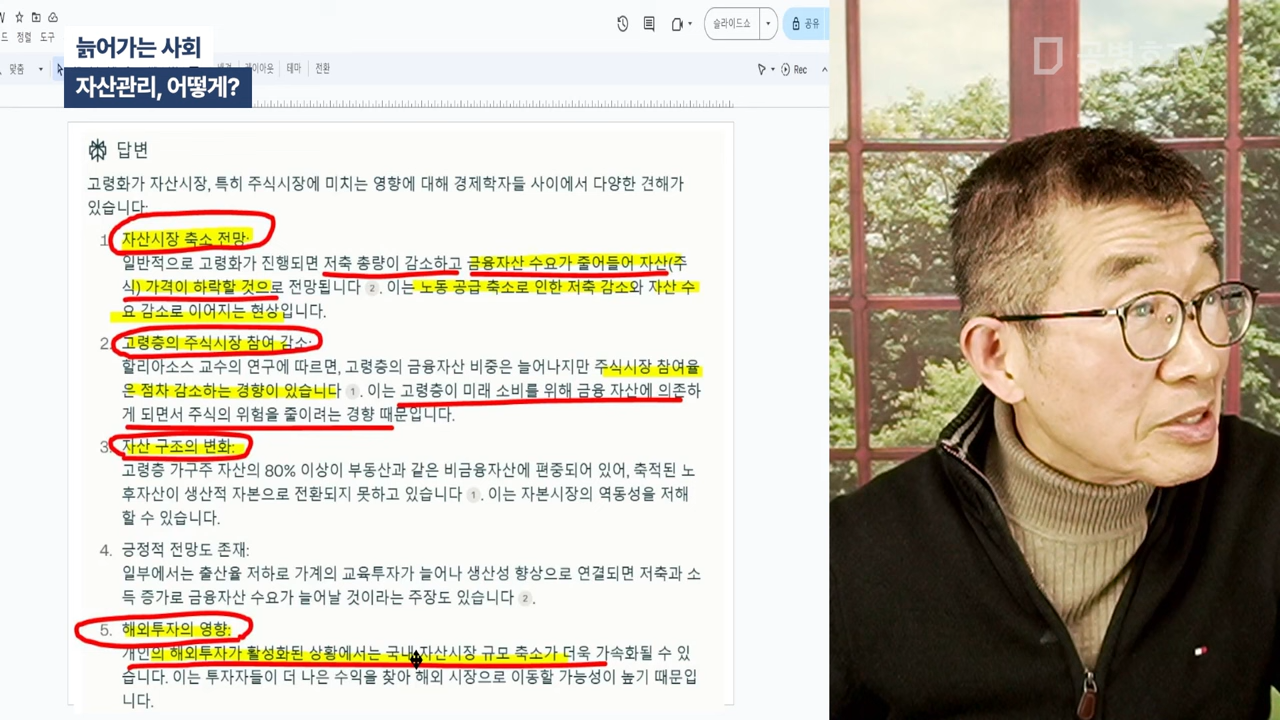 정렬 도구
슬라이드쇼
공유
늙어가는 사회
자산관리, 어떻게?
맞춤
테마
전환
Rec
답변
고령화가 자산시장, 특히 주식시장에 미치는 영향에 대해 경제학자들 사이에서 다양한 견해가
있습니다:
1. 자산시장 축소 전망:
일반적으로 고령화가 진행되면 저축 총량이 감소하고 금융자산 수요가 줄어들어 자산(주
식) 가격이 하락할 것으로 전망됩니다 2 . 이는 노동 공급 축소로 인한 저축 감소와 자산 수
요 감소로 이어지는 현상입니다.
2. 고령층의 주식시장 참여 감소:
할리아소스 교수의 연구에 따르면, 고령층의 금융자산 비중은 늘어나지만 주식시장 참여율
은 점차 감소하는 경향이 있습니다 1 . 이는 고령층이 미래 소비를 위해 금융 자산에 의존하
게 되면서 주식의 위험을 줄이려는 경향 때문입니다.
3. 자산 구조의 변화:
고령층 가구주 자산의 80% 이상이 부동산과 같은 비금융자산에 편중되어 있어, 축적된 노
후자산이 생산적 자본으로 전환되지 못하고 있습니다 1 . 이는 자본시장의 역동성을 저해
할 수 있습니다.
4. 긍정적 전망도 존재:
일부에서는 출산율 저하로 가계의 교육투자가 늘어나 생산성 향상으로 연결되면 저축과 소
득 증가로 금융자산 수요가 늘어날 것이라는 주장도 있습니다 2 .
5. 해외투자의 영향:
개인의 해외투자가 활성화된 상황에서는 국내 자산시장 규모 축소가 더욱 가속화될 수 있
습니다. 이는 투자자들이 더 나은 수익을 찾아 해외 시장으로 이동할 가능성이 높기 때문입
니다.